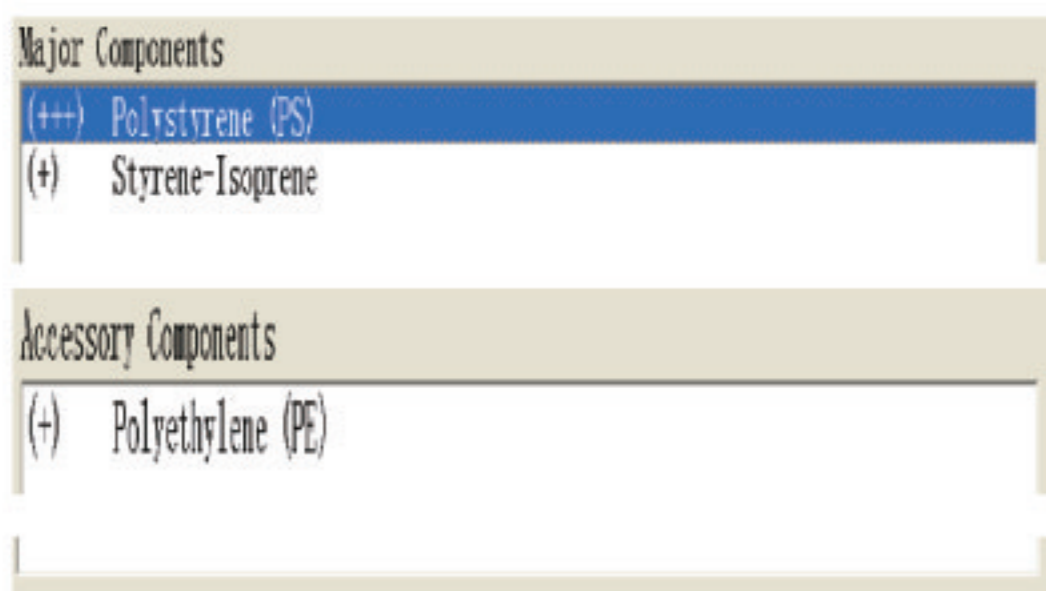 Major Components
(+++) Polystyrene (PS)
(+) Styrene-Isoprene
Accessory Components
(+) Polyethylene (PE)